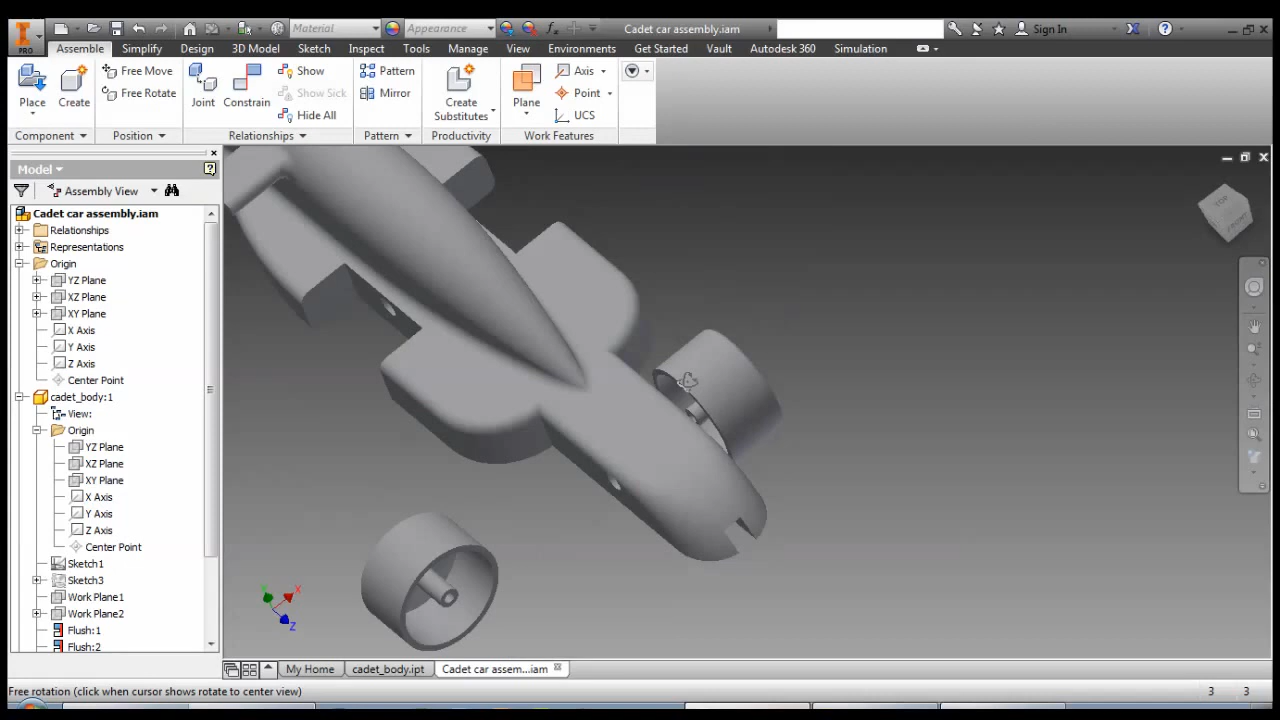 Material Appearance fx Cadet car assembly.iam Sign In
PRO Assemble Simplify Design 3D Model Sketch Inspect Tools Manage View Environments Get Started Vault Autodesk 360 Simulation
Free Move Show Pattern Axis
Free Rotate Show Sick Mirror Point
Place Create Joint Constrain Hide All Create Substitutes Plane UCS
Component Position Relationships Pattern Productivity Work Features
Model
Assembly View
Cadet car assembly.iam
Relationships
Representations
Origin
YZ Plane
XZ Plane
XY Plane
X Axis
Y Axis
Z Axis
Center Point
cadet_body:1
View:
Origin
YZ Plane
XZ Plane
XY Plane
X Axis
Y Axis
Z Axis
Center Point
Sketch1
Sketch3
Work Plane1
Work Plane2
Flush:1
Flush:2
TOP
FRONT
X
Z
My Home cadet_body.ipt Cadet car assem...iam
Free rotation (click when cursor shows rotate to center view) 3 3